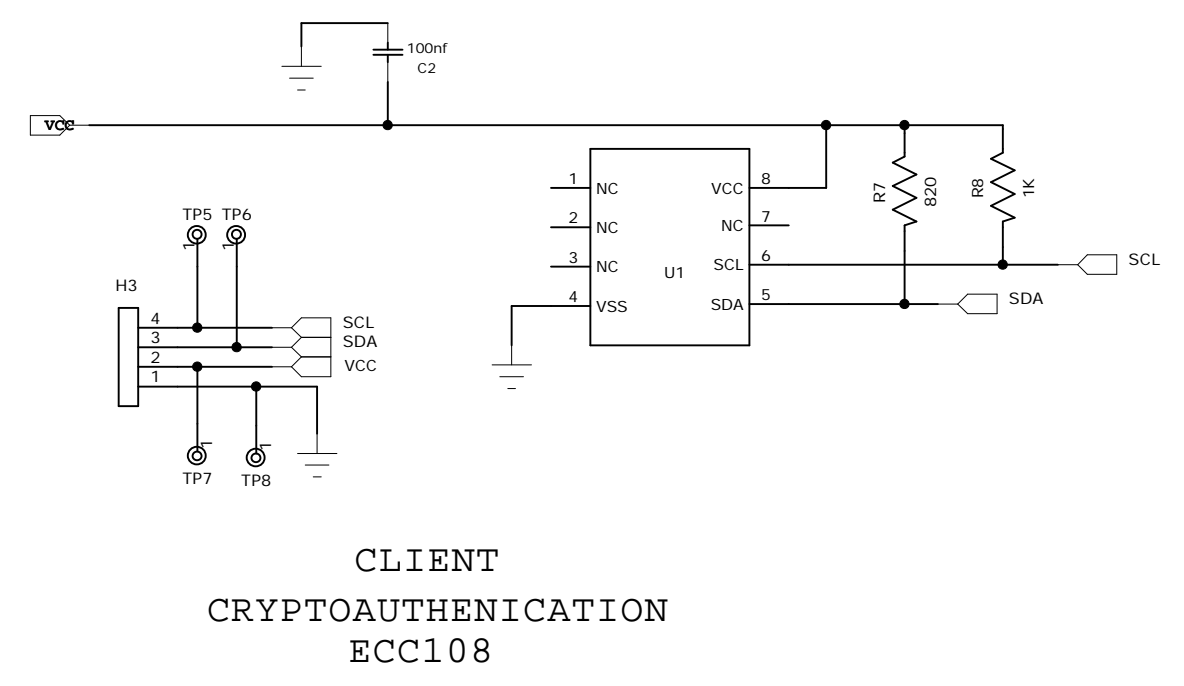 100nf
C2
VCC
1 NC
2 NC
3 NC
4 VSS
U1
VCC 8
NC 7
SCL 6
SDA 5
R7
820
R8
1K
SCL
SDA
TP5 TP6
1 1
H3
4 SCL
3 SDA
2 VCC
1
1 1
TP7 TP8
CLIENT
CRYPTOAUTHENICATION
ECC108